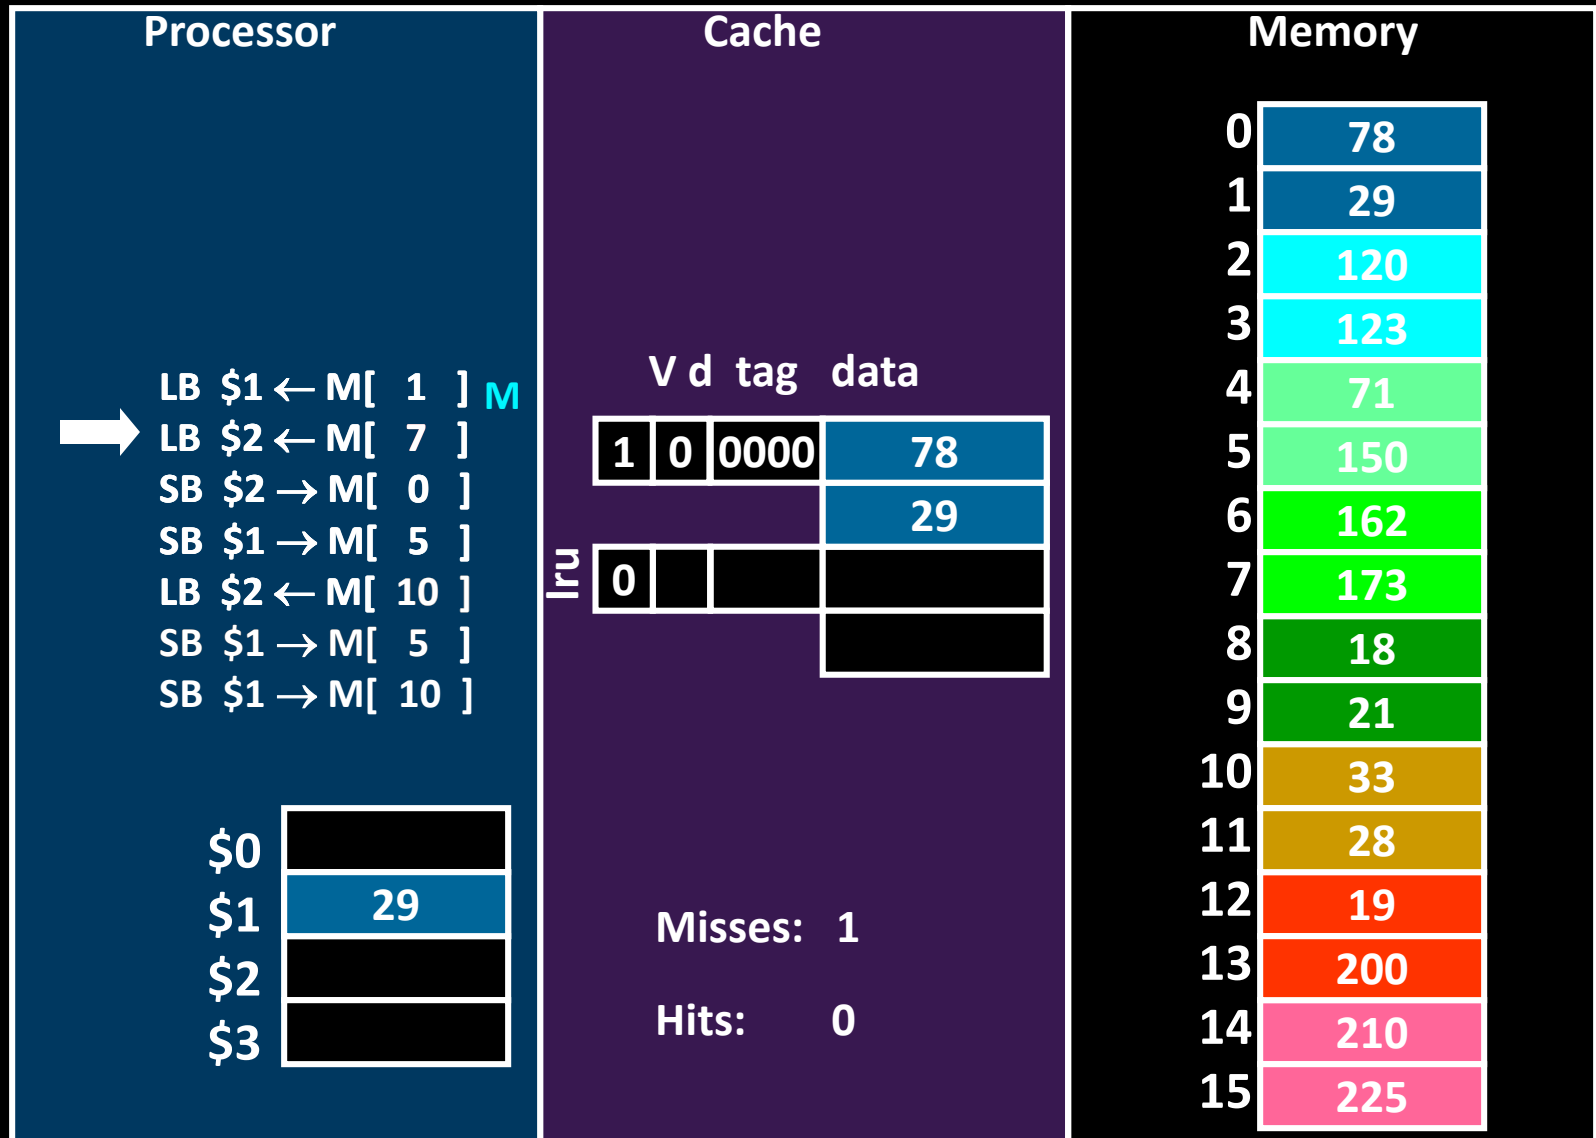 Processor
LB $1 ← M[ 1 ] M
LB $2 ← M[ 7 ]
SB $2 → M[ 0 ]
SB $1 → M[ 5 ]
LB $2 ← M[ 10 ]
SB $1 → M[ 5 ]
SB $1 → M[ 10 ]
$0
$1 29
$2
$3
Cache
V d tag data
1 0 0000 78
29
lru 0
Misses: 1
Hits: 0
Memory
0 78
1 29
2 120
3 123
4 71
5 150
6 162
7 173
8 18
9 21
10 33
11 28
12 19
13 200
14 210
15 225